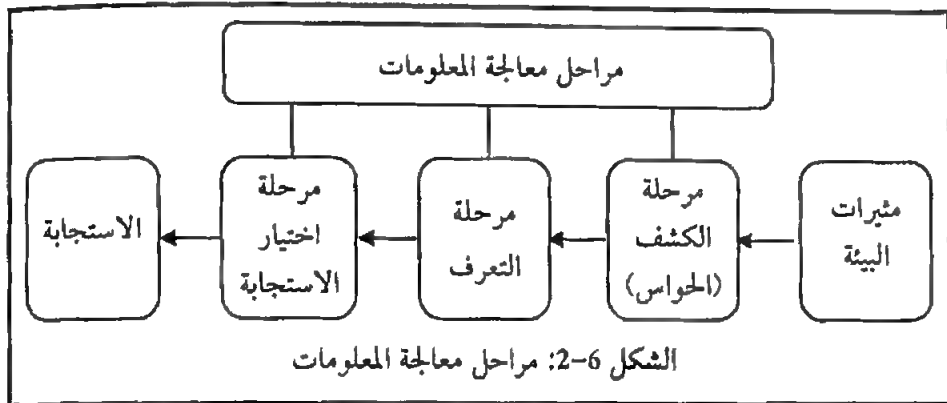 مراحل معالجة المعلومات
مثيرات
البيئة
مرحلة
الكشف
(الحواس)
مرحلة
التعرف
مرحلة
اختيار
الاستجابة
الاستجابة
الشكل 6-2: مراحل معالجة المعلومات